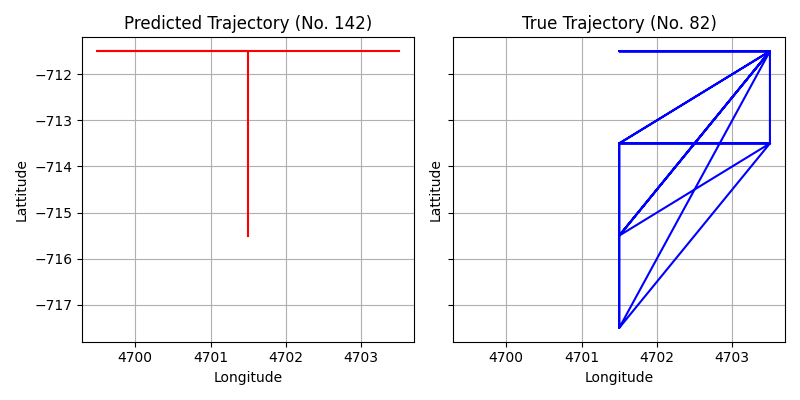 Predicted Trajectory (No. 142)
True Trajectory (No. 82)
Lattitude
−712
−713
−714
−715
−716
−717
4700
4701
4702
4703
Longitude
Lattitude
4700
4701
4702
4703
Longitude